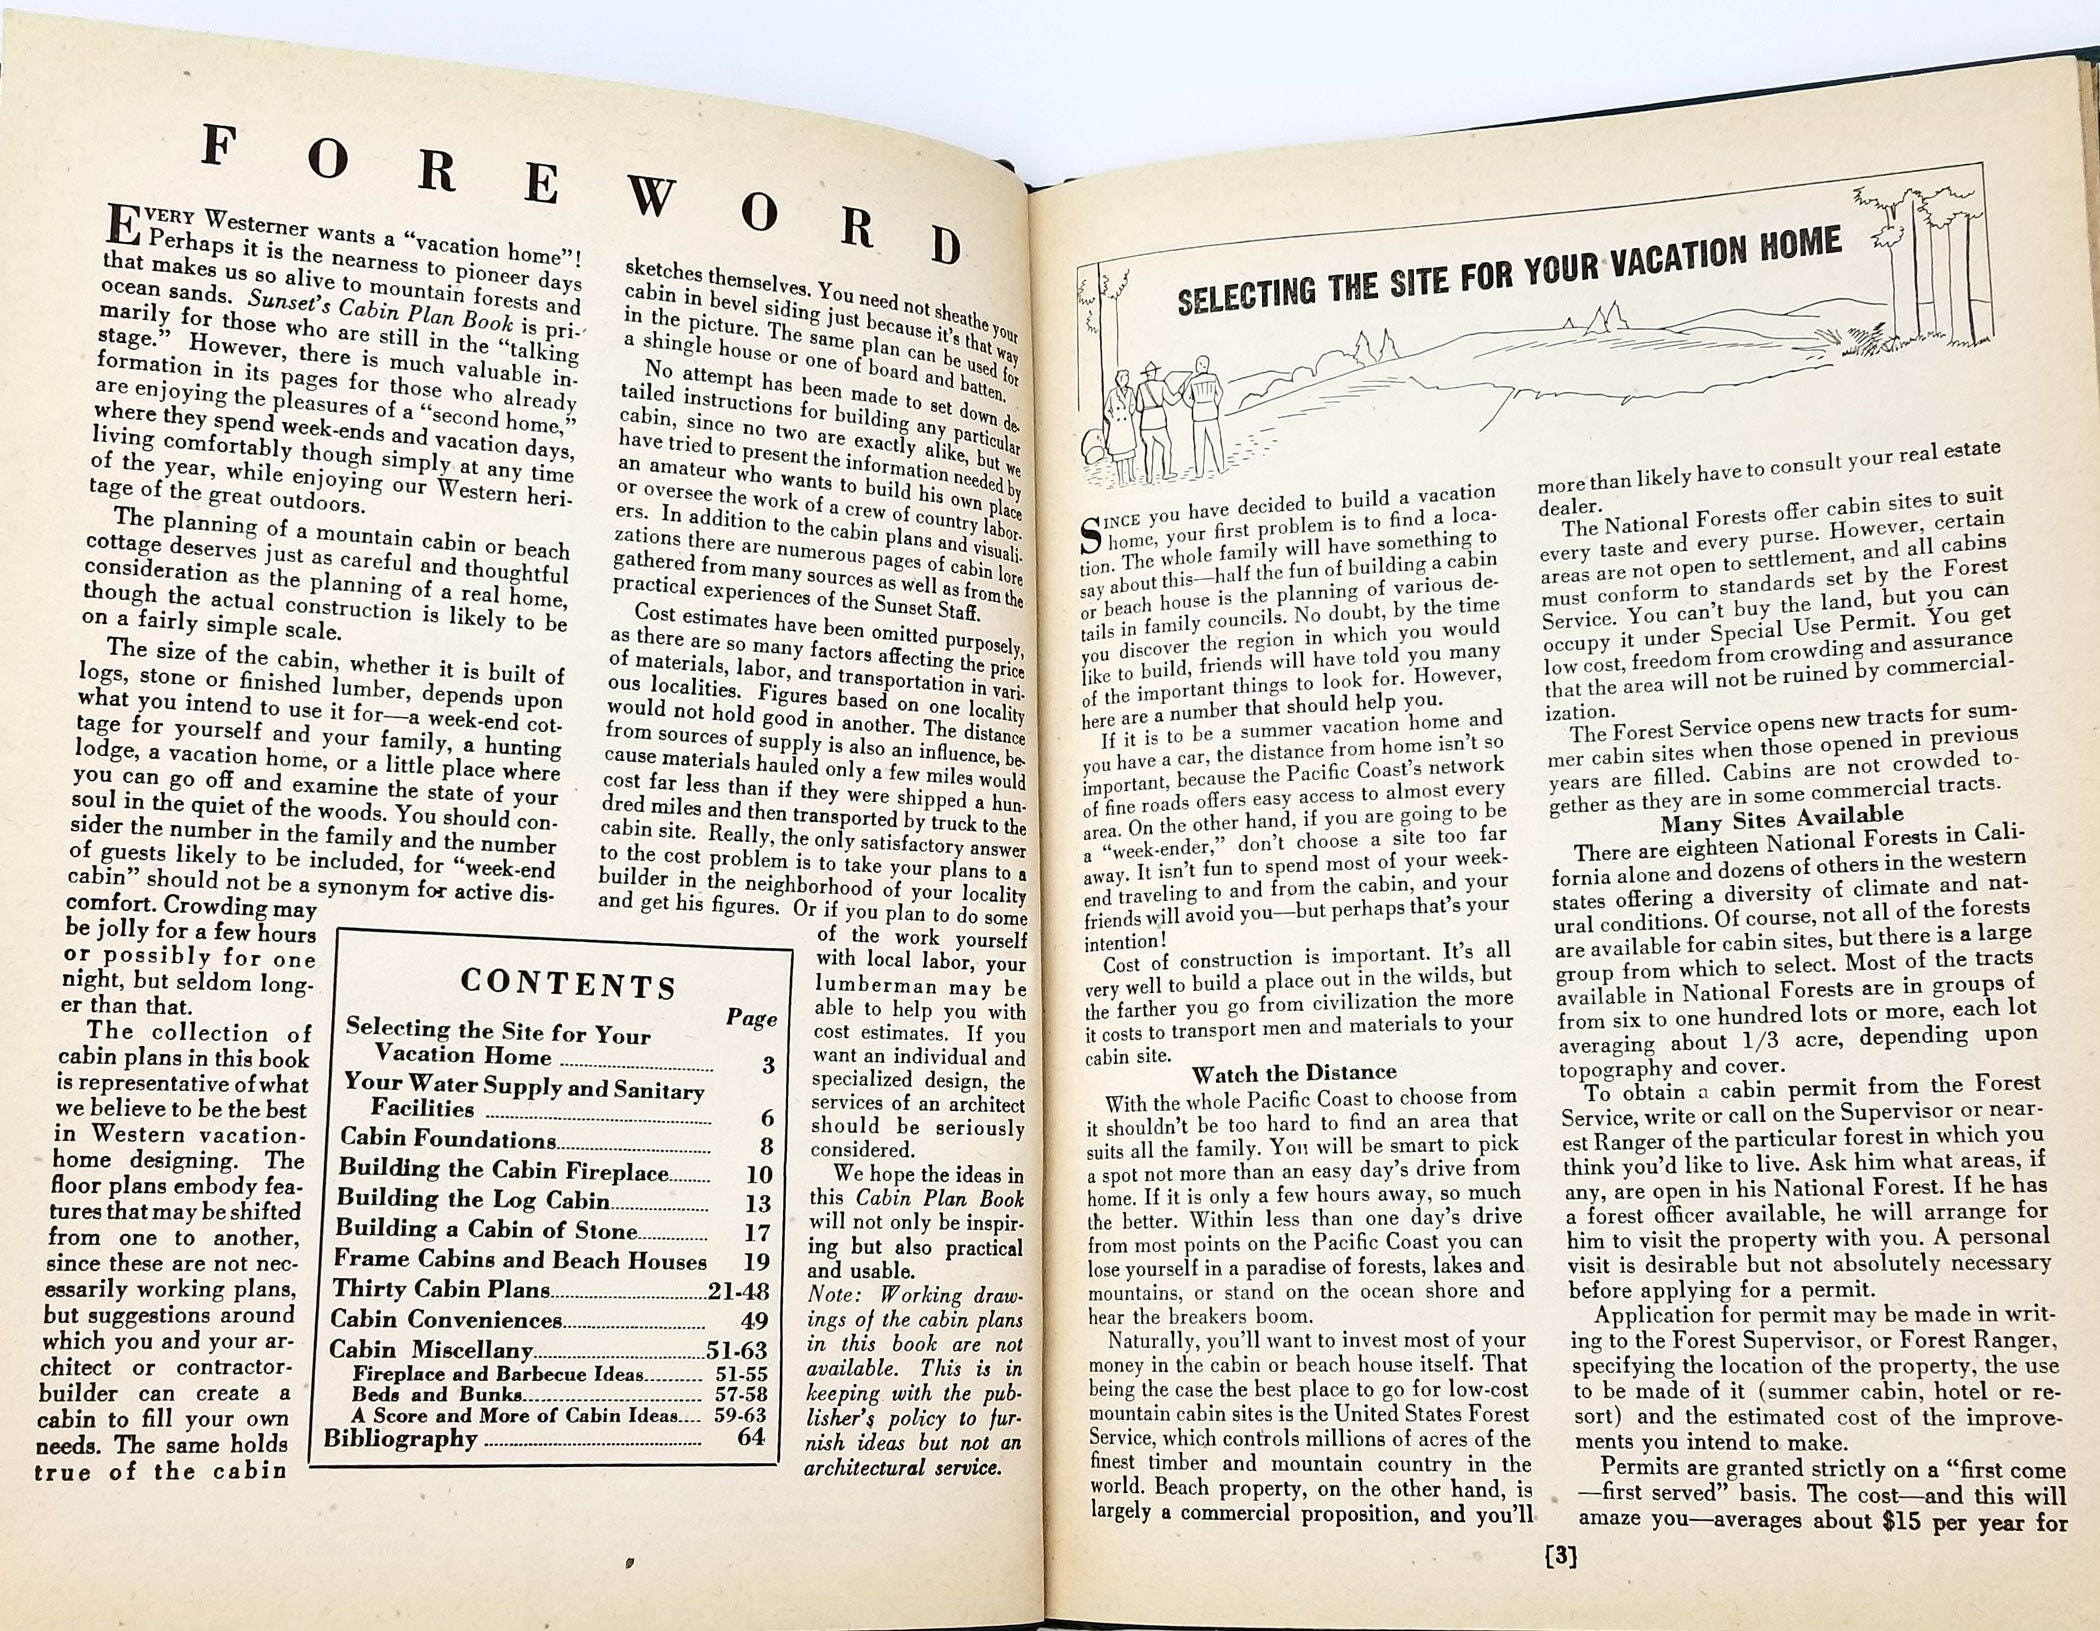 FOREWORD
EVERY Westerner wants a “vacation home”!
Perhaps it is the nearness to pioneer days
that makes us so alive to mountain forests and
ocean sands. Sunset's Cabin Plan Book is pri-
marily for those who are still in the “talking
stage.” However, there is much valuable in-
formation in its pages for those who already
are enjoying the pleasures of a “second home,”
where they spend week-ends and vacation days,
living comfortably though simply at any time
of the year, while enjoying our Western heri-
tage of the great outdoors.
The planning of a mountain cabin or beach
cottage deserves just as careful and thoughtful
consideration as the planning of a real home,
though the actual construction is likely to be
on a fairly simple scale.
The size of the cabin, whether it is built of
logs, stone or finished lumber, depends upon
what you intend to use it for—a week-end cot-
tage for yourself and your family, a hunting
lodge, a vacation home, or a little place where
you can go off and examine the state of your
soul in the quiet of the woods. You should con-
sider the number in the family and the number
of guests likely to be included, for “week-end
cabin” should not be a synonym for active dis-
comfort. Crowding may
be jolly for a few hours
or possibly for one
night, but seldom long-
er than that.
The collection of
cabin plans in this book
is representative of what
we believe to be the best
in Western vacation-
home designing. The
floor plans embody fea-
tures that may be shifted
from one to another,
since these are not nec-
essarily working plans,
but suggestions around
which you and your ar-
chitect or contractor-
builder can create a
cabin to fill your own
needs. The same holds
true of the cabin
sketches themselves. You need not sheathe your
cabin in bevel siding just because it's that way
in the picture. The same plan can be used for
a shingle house or one of board and batten.
No attempt has been made to set down de-
tailed instructions for building any particular
cabin, since no two are exactly alike, but we
have tried to present the information needed by
an amateur who wants to build his own place
or oversee the work of a crew of country labor-
ers. In addition to the cabin plans and visuali-
zations there are numerous pages of cabin lore
gathered from many sources as well as from the
practical experiences of the Sunset Staff.
Cost estimates have been omitted purposely,
as there are so many factors affecting the price
of materials, labor, and transportation in vari-
ous localities. Figures based on one locality
would not hold good in another. The distance
from sources of supply is also an influence, be-
cause materials hauled only a few miles would
cost far less than if they were shipped a hun-
dred miles and then transported by truck to the
cabin site. Really, the only satisfactory answer
to the cost problem is to take your plans to a
builder in the neighborhood of your locality
and get his figures. Or if you plan to do some
of the work yourself
with local labor, your
lumberman may be
able to help you with
cost estimates. If you
want an individual and
specialized design, the
services of an architect
should be seriously
considered.
We hope the ideas in
this Cabin Plan Book
will not only be inspir-
ing but also practical
and usable.
Note: Working draw-
ings of the cabin plans
in this book are not
available. This is in
keeping with the pub-
lisher's policy to fur-
nish ideas but not an
architectural service.
CONTENTS
Page
Selecting the Site for Your
Vacation Home 3
Your Water Supply and Sanitary
Facilities 6
Cabin Foundations 8
Building the Cabin Fireplace 10
Building the Log Cabin 13
Building a Cabin of Stone 17
Frame Cabins and Beach Houses 19
Thirty Cabin Plans 21-48
Cabin Conveniences 49
Cabin Miscellany 51-63
Fireplace and Barbecue Ideas 51-55
Beds and Bunks 57-58
A Score and More of Cabin Ideas 59-63
Bibliography 64
SELECTING THE SITE FOR YOUR VACATION HOME
SINCE you have decided to build a vacation
home, your first problem is to find a loca-
tion. The whole family will have something to
say about this—half the fun of building a cabin
or beach house is the planning of various de-
tails in family councils. No doubt, by the time
you discover the region in which you would
like to build, friends will have told you many
of the important things to look for. However,
here are a number that should help you.
If it is to be a summer vacation home and
you have a car, the distance from home isn't so
important, because the Pacific Coast's network
of fine roads offers easy access to almost every
area. On the other hand, if you are going to be
a “week-ender,” don't choose a site too far
away. It isn't fun to spend most of your week-
end traveling to and from the cabin, and your
friends will avoid you—but perhaps that's your
intention!
Cost of construction is important. It's all
very well to build a place out in the wilds, but
the farther you go from civilization the more
it costs to transport men and materials to your
cabin site.
Watch the Distance
With the whole Pacific Coast to choose from
it shouldn't be too hard to find an area that
suits all the family. You will be smart to pick
a spot not more than an easy day's drive from
home. If it is only a few hours away, so much
the better. Within less than one day's drive
from most points on the Pacific Coast you can
lose yourself in a paradise of forests, lakes and
mountains, or stand on the ocean shore and
hear the breakers boom.
Naturally, you'll want to invest most of your
money in the cabin or beach house itself. That
being the case the best place to go for low-cost
mountain cabin sites is the United States Forest
Service, which controls millions of acres of the
finest timber and mountain country in the
world. Beach property, on the other hand, is
largely a commercial proposition, and you'll
more than likely have to consult your real estate
dealer.
The National Forests offer cabin sites to suit
every taste and every purse. However, certain
areas are not open to settlement, and all cabins
must conform to standards set by the Forest
Service. You can't buy the land, but you can
occupy it under Special Use Permit. You get
low cost, freedom from crowding and assurance
that the area will not be ruined by commercial-
ization.
The Forest Service opens new tracts for sum-
mer cabin sites when those opened in previous
years are filled. Cabins are not crowded to-
gether as they are in some commercial tracts.
Many Sites Available
There are eighteen National Forests in Cali-
fornia alone and dozens of others in the western
states offering a diversity of climate and nat-
ural conditions. Of course, not all of the forests
are available for cabin sites, but there is a large
group from which to select. Most of the tracts
available in National Forests are in groups of
from six to one hundred lots or more, each lot
averaging about 1/3 acre, depending upon
topography and cover.
To obtain a cabin permit from the Forest
Service, write or call on the Supervisor or near-
est Ranger of the particular forest in which you
think you'd like to live. Ask him what areas, if
any, are open in his National Forest. If he has
a forest officer available, he will arrange for
him to visit the property with you. A personal
visit is desirable but not absolutely necessary
before applying for a permit.
Application for permit may be made in writ-
ing to the Forest Supervisor, or Forest Ranger,
specifying the location of the property, the use
to be made of it (summer cabin, hotel or re-
sort) and the estimated cost of the improve-
ments you intend to make.
Permits are granted strictly on a “first come
—first served” basis. The cost—and this will
amaze you—averages about $15 per year for
[3]